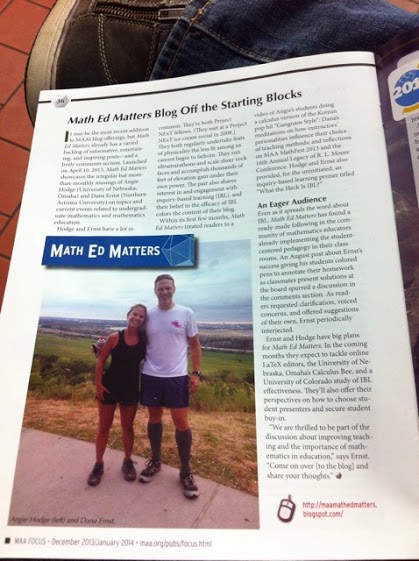 36
Math Ed Matters Blog Off the Starting Blocks
It may be the most recent addition
to MAA's blog offerings, but Math
Ed Matters already has a varied
backlog of informative, entertain-
ing, and inspiring posts—and a
lively comments section. Launched
on April 10, 2013, Math Ed Matters
showcases the irregular but more-
than-monthly musings of Angie
Hodge (University of Nebraska,
Omaha) and Dana Ernst (Northern
Arizona University) on topics and
current events related to undergrad-
uate mathematics and mathematics
education.
Hodge and Ernst have a lot in
common. They're both Project
NExT fellows. (They met at a Project
NExT ice cream social in 2008.)
They both regularly undertake feats
of physicality the less fit among us
cannot begin to fathom: They run
ultramarathons and scale sheer rock
faces and accomplish thousands of
feet of elevation gain under their
own power. The pair also shares
interest in and engagement with
inquiry-based learning (IBL), and
their belief in the efficacy of IBL
colors the content of their blog.
Within its first few months, Math
Ed Matters treated readers to a
video of Angie's students doing
a calculus version of the Korean
pop hit "Gangnam Style"; Dana's
meditations on how instructors'
personalities influence their choice
of teaching methods; and reflections
on MAA MathFest 2013 and the
16th Annual Legacy of R. L. Moore
Conference. Hodge and Ernst also
provided, for the uninitiated, an
inquiry-based learning primer titled
"What the Heck Is IBL?"
An Eager Audience
Even as it spreads the word about
IBL, Math Ed Matters has found a
ready-made following in the com-
munity of mathematics educators
already implementing the student-
centered pedagogy in their class-
rooms. An August post about Ernst's
success giving his students colored
pens to annotate their homework
as classmates present solutions at
the board spurred a discussion in
the comments section. As read-
ers requested clarification, voiced
concerns, and offered suggestions
of their own, Ernst periodically
interjected.
Ernst and Hodge have big plans
for Math Ed Matters. In the coming
months they expect to tackle online
LaTeX editors, the University of Ne-
braska, Omaha's Calculus Bee, and a
University of Colorado study of IBL
effectiveness. They'll also offer their
perspectives on how to choose stu-
dent presenters and secure student
buy-in.
"We are thrilled to be part of the
discussion about improving teach-
ing and the importance of math-
ematics in education," says Ernst.
"Come on over [to the blog] and
share your thoughts."
MATH ED MATTERS
Angie Hodge (left) and Dana Ernst.
http://maamathedmatters.
blogspot.com/
MAA FOCUS • December 2013/January 2014 • maa.org/pubs/focus.html
201